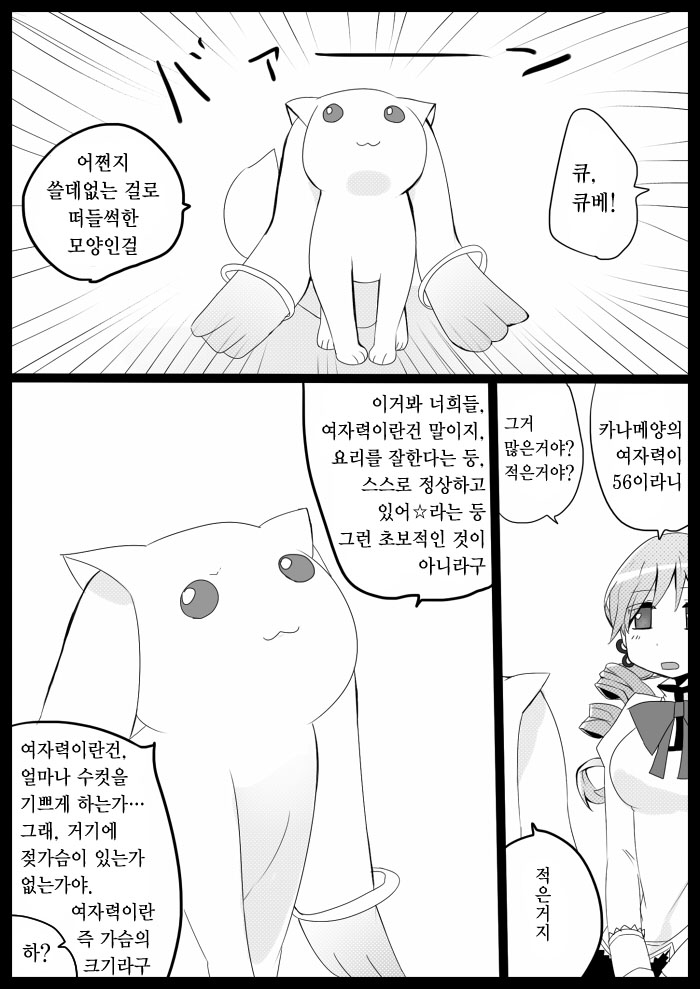 バァーン
큐,
큐베!
어쩐지
쓸데없는 걸로
떠들썩한
모양인걸
카나메양의
여자력이
56이라니
그거
많은거야?
적은거야?
적은거지
이거봐 너희들,
여자력이란건 말이지,
요리를 잘한다는 둥,
스스로 정상하고
있어☆라는 둥
그런 초보적인 것이
아니라구
여자력이란건,
얼마나 수컷을
기쁘게 하는가…
그래, 거기에
젖가슴이 있는가
없는가야.
여자력이란
즉 가슴의
크기라구
하?